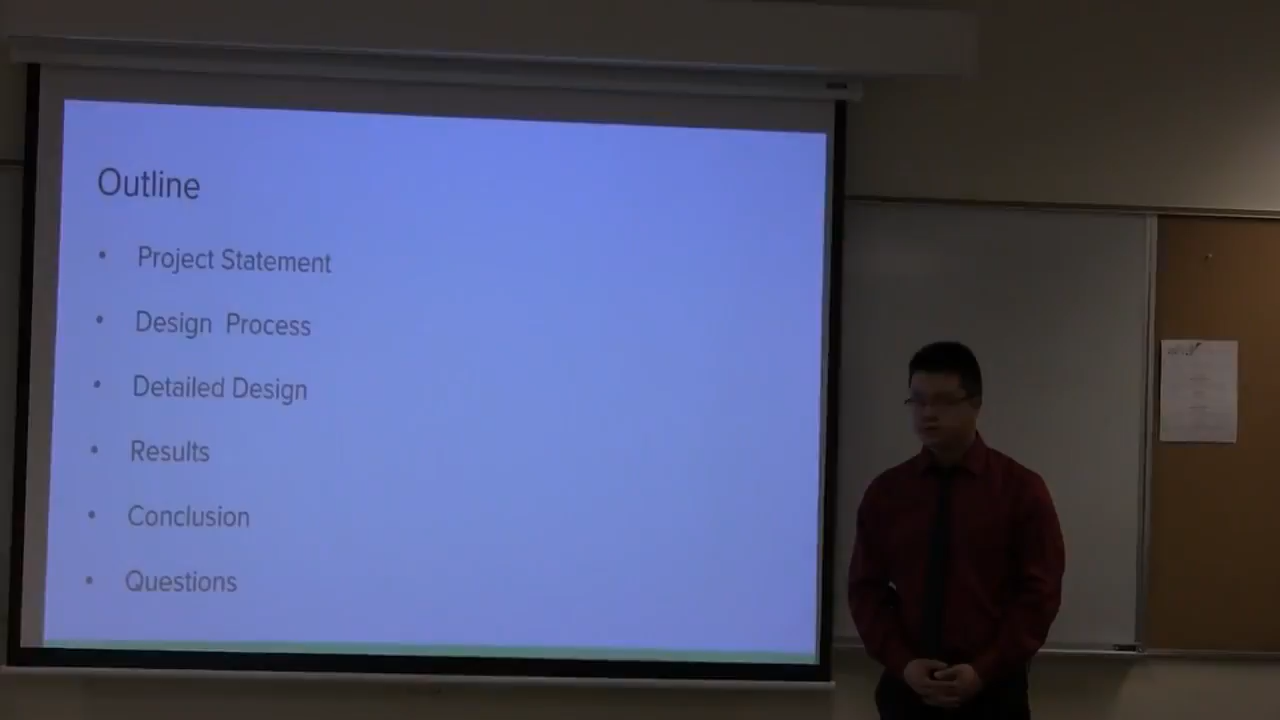 Outline
• Project Statement
• Design Process
• Detailed Design
• Results
• Conclusion
• Questions